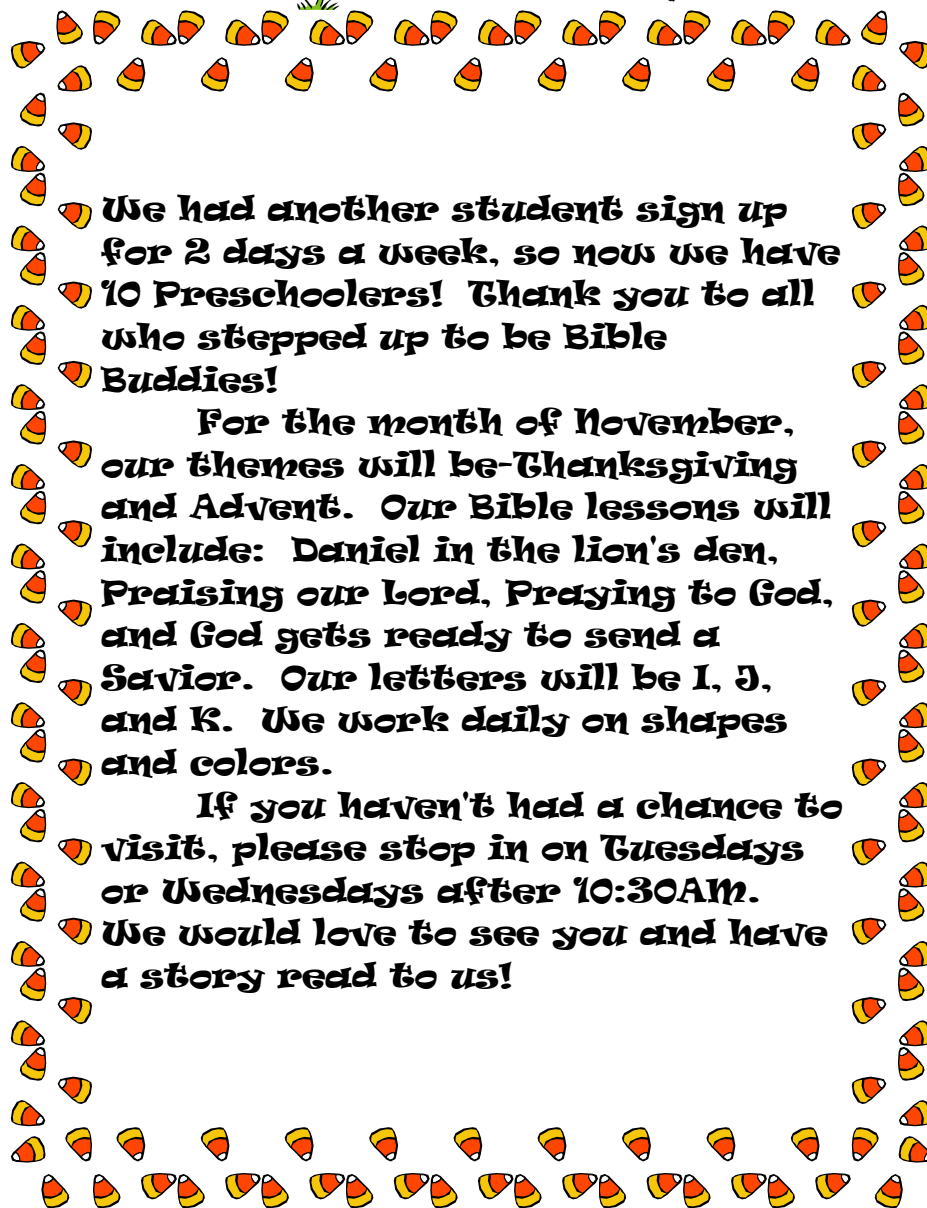 We had another student sign up
for 2 days a week, so now we have
10 Preschoolers!  Thank you to all
who stepped up to be Bible
Buddies!
For the month of November,
our themes will be-Thanksgiving
and Advent.  Our Bible lessons will
include:  Daniel in the lion's den,
Praising our Lord, Praying to God,
and God gets ready to send a
Savior.  Our letters will be I, J,
and K.  We work daily on shapes
and colors.
If you haven't had a chance to
visit, please stop in on Tuesdays
or Wednesdays after 10:30AM.
We would love to see you and have
a story read to us!